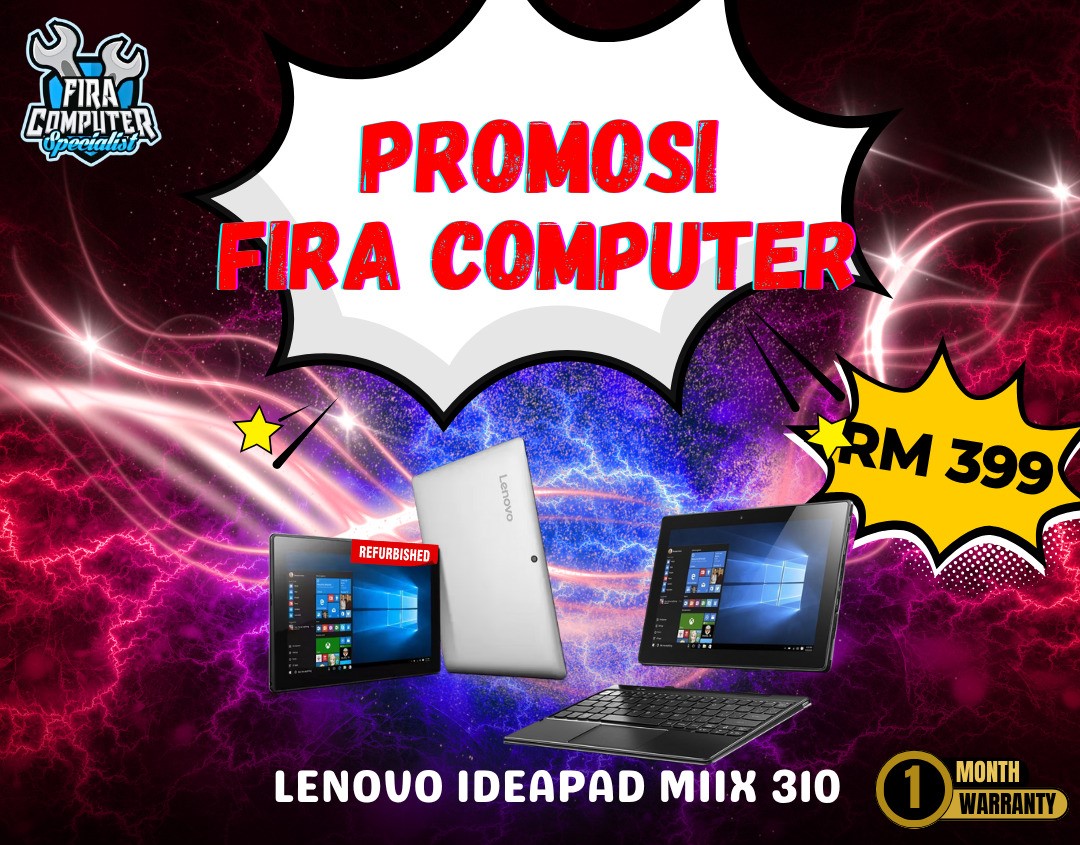 FIRA
COMPUTER
Specialist
PROMOSI
FIRA COMPUTER
RM 399
REFURBISHED
Lenovo
LENOVO IDEAPAD MIIX 310
1
MONTH
WARRANTY